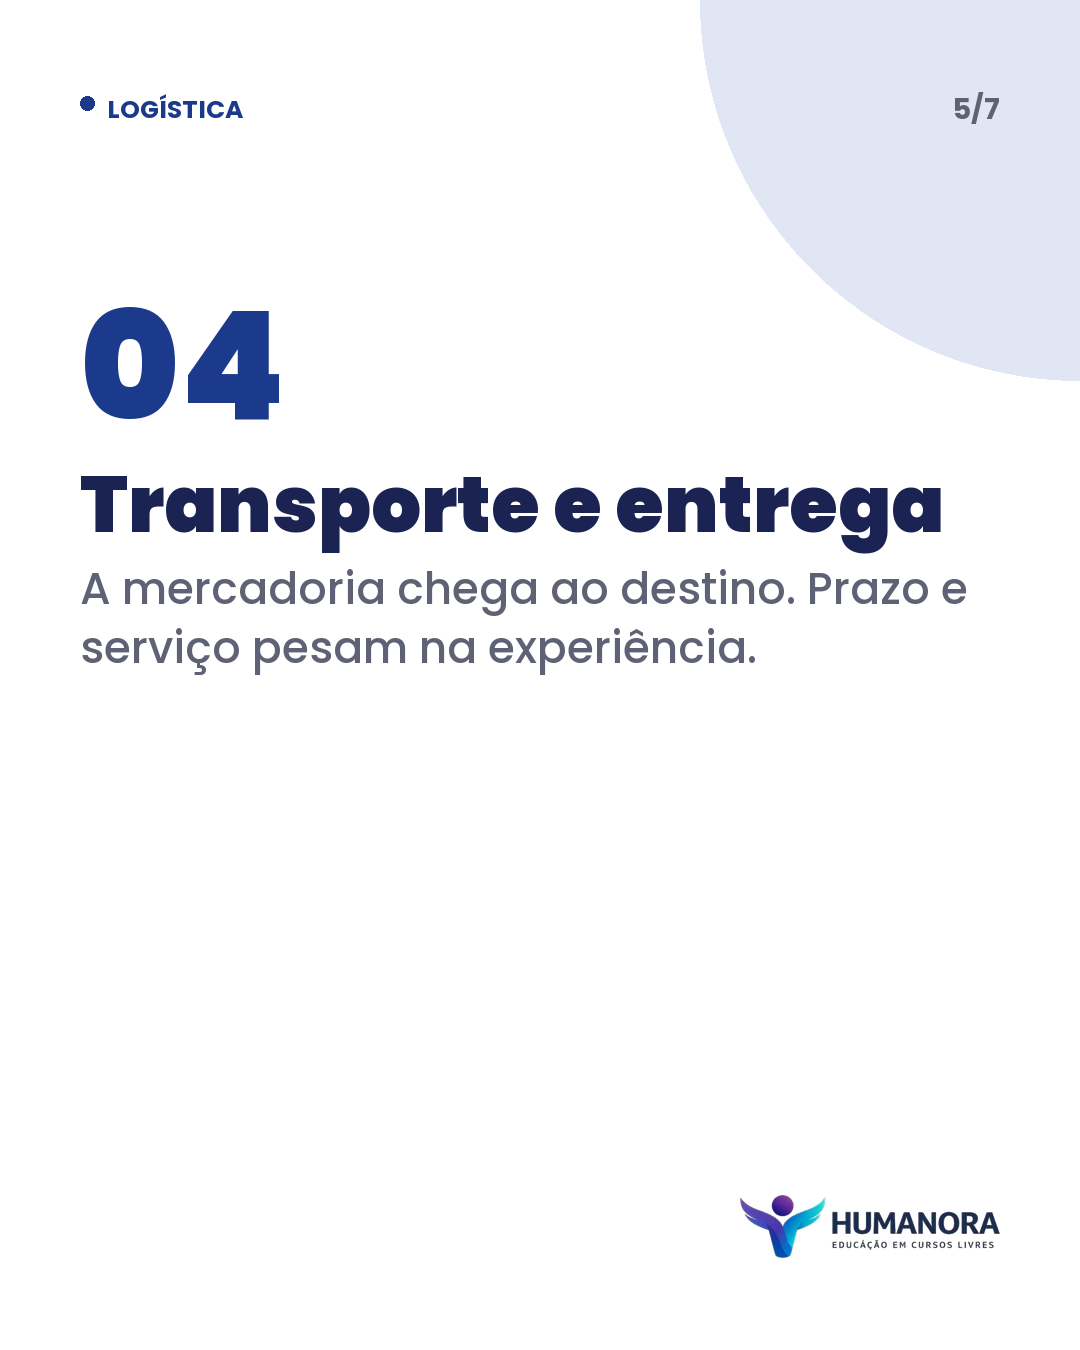 LOGÍSTICA
5/7
04
Transporte e entrega
A mercadoria chega ao destino. Prazo e
serviço pesam na experiência.
HUMANORA
EDUCÁÇÃO EM CURSOS LIVRES